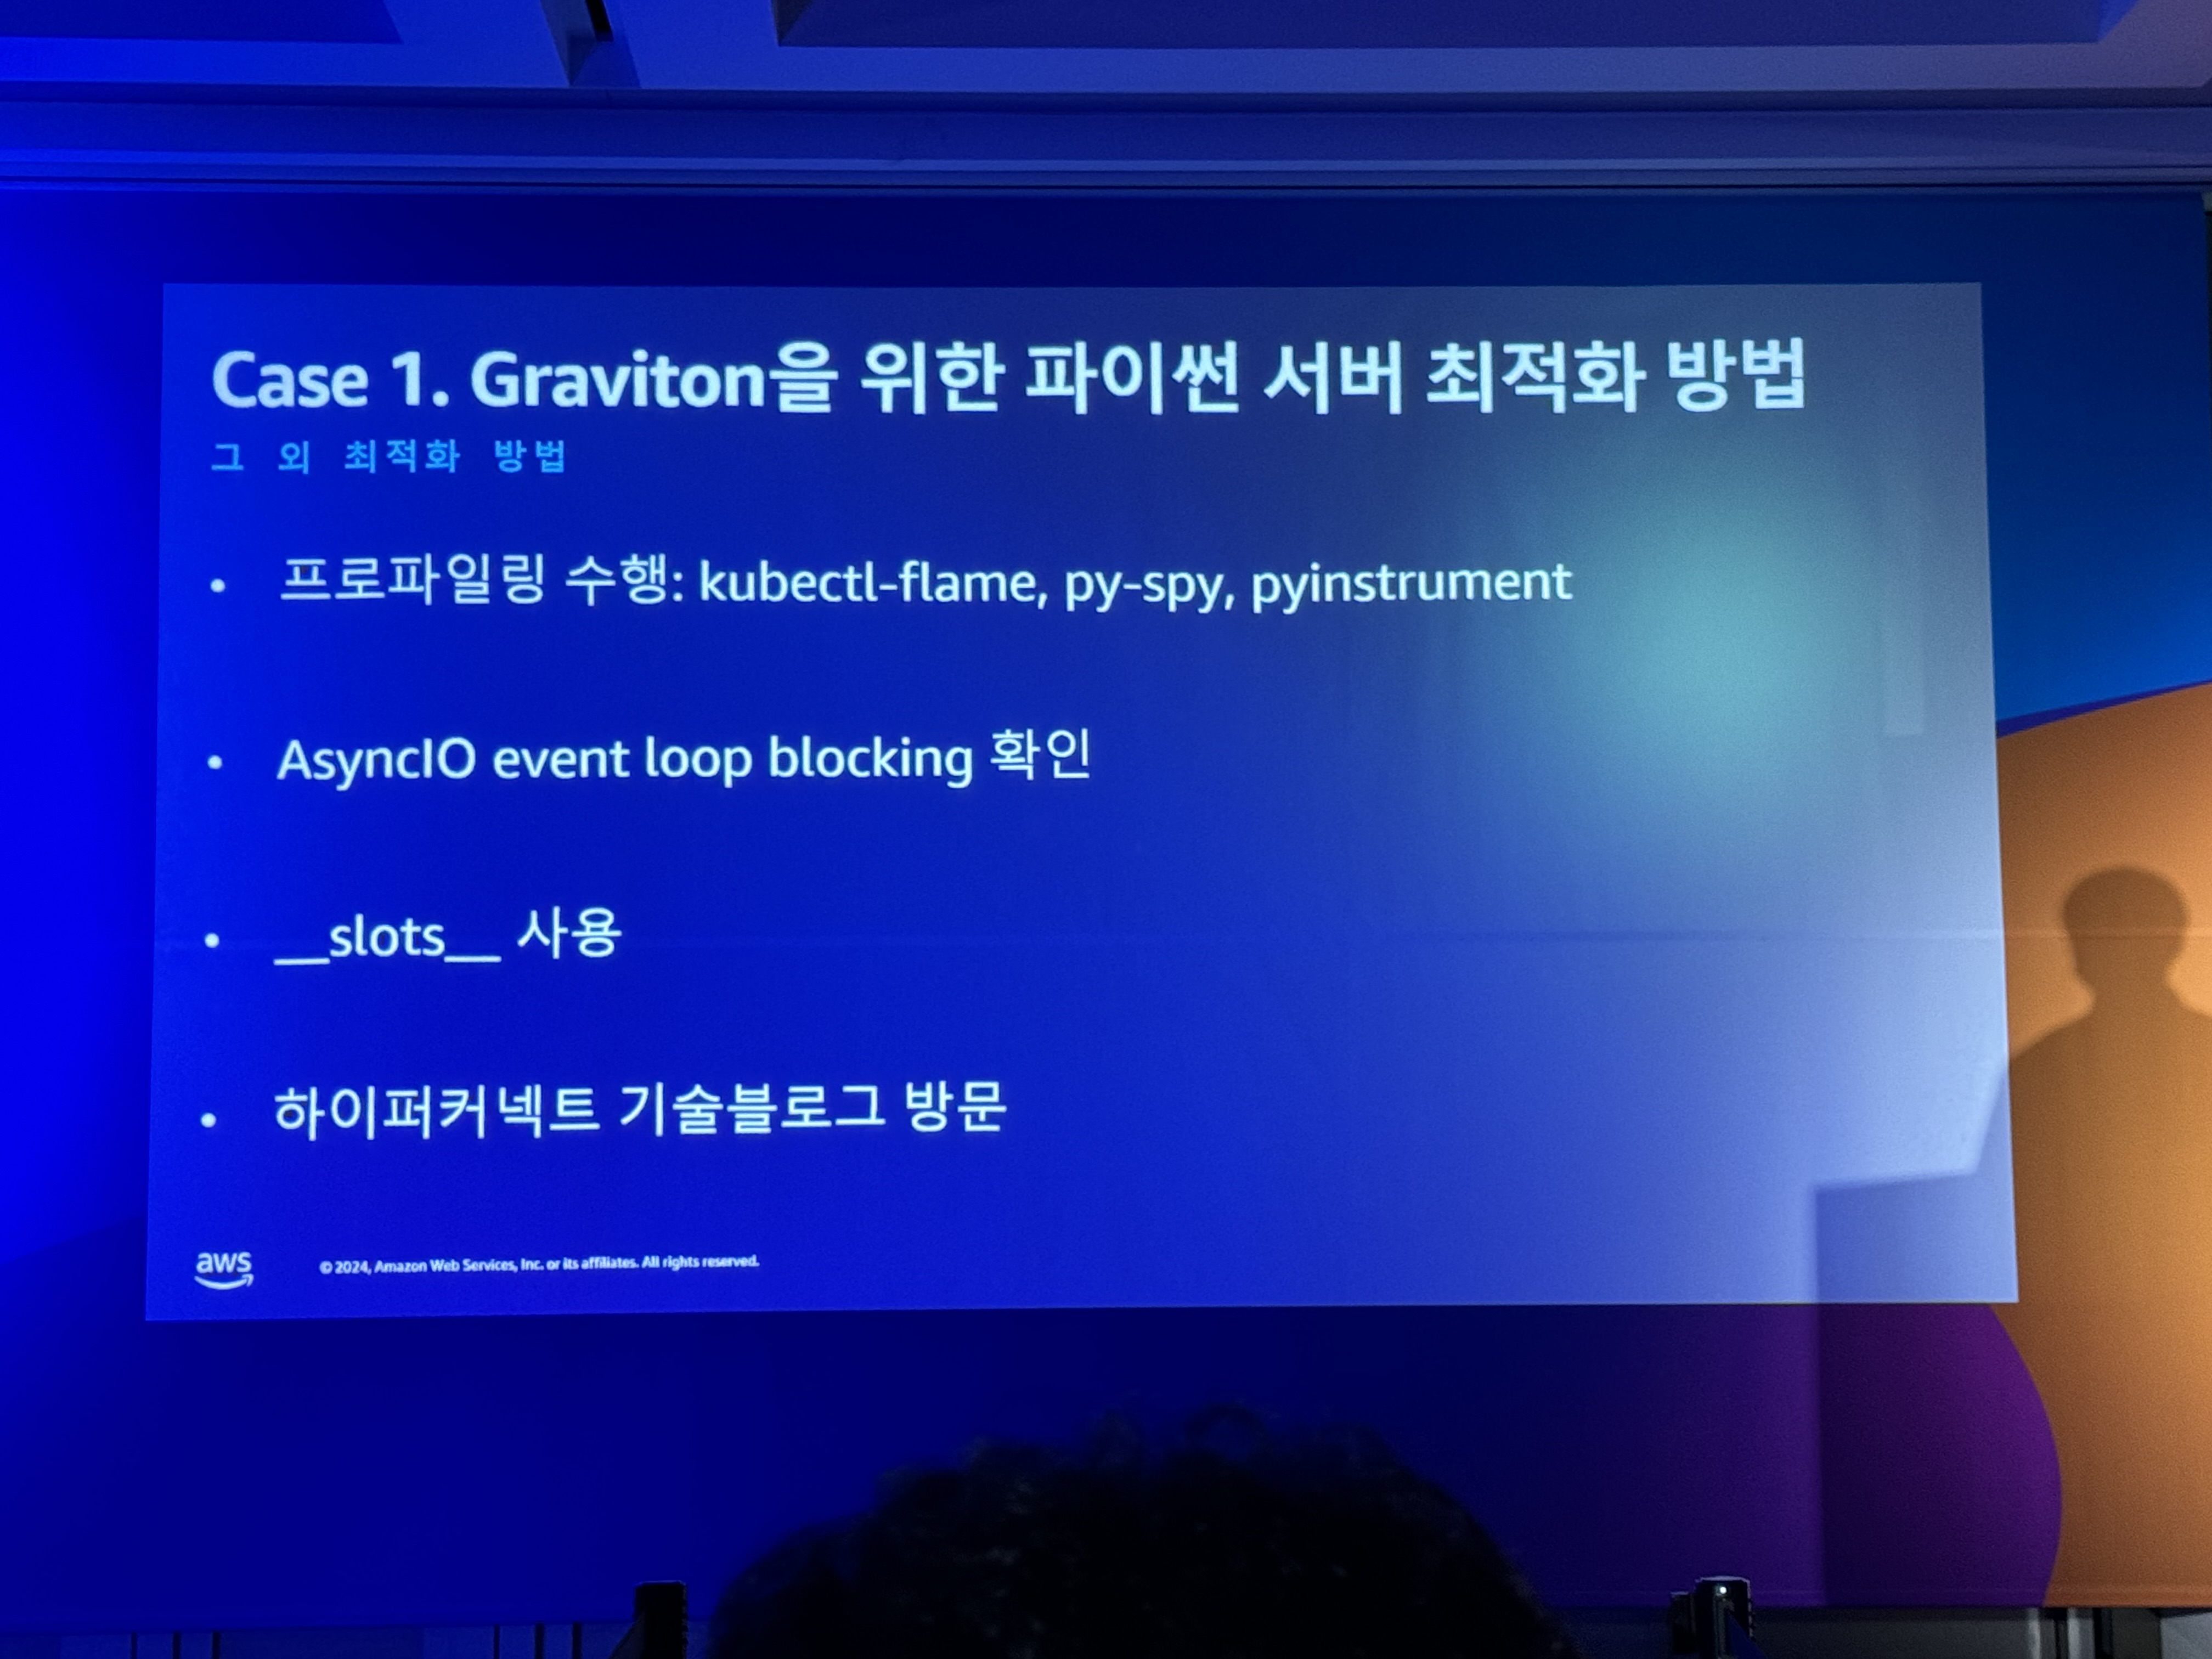 Case 1. Graviton을 위한 파이썬 서버 최적화 방법
그 외 최적화 방법
• 프로파일링 수행: kubectl-flame, py-spy, pyinstrument
• AsyncIO event loop blocking 확인
• __slots__ 사용
• 하이퍼커넥트 기술블로그 방문
aws
© 2024, Amazon Web Services, Inc. or its affiliates. All rights reserved.